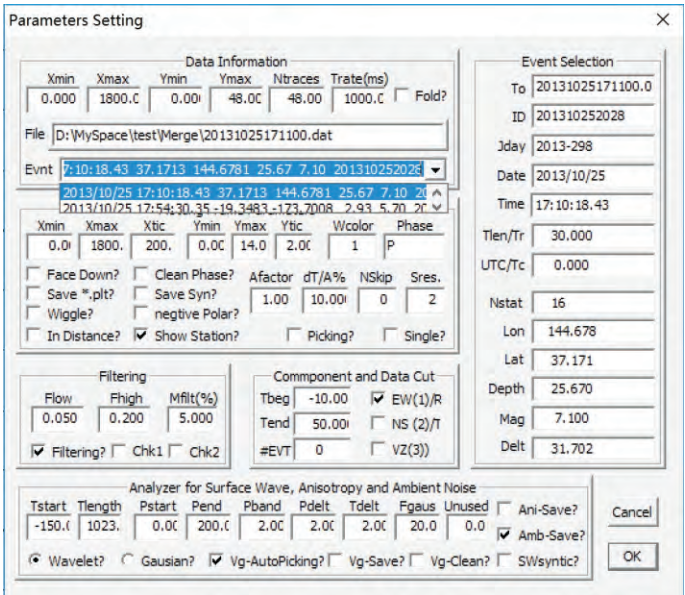 Parameters Setting
Data Information
Xmin Xmax Ymin Ymax Ntraces Trate(ms)
0.000 1800.0 0.00 48.00 48.00 1000.0 Fold?
File D:\MySpace\test\Merge\20131025171100.dat
Evnt 7:10:18.43 37.1713 144.6781 25.67 7.10 201310252028
2013/10/25 17:10:18.43 37.1713 144.6781 25.67 7.10 20
2013/10/25 17:54:30.35 -19.3483 -173.7008 2.93 5.70 20
Xmin Xmax Xtic Ymin Ymax Ytic Wcolor Phase
0.0 1800. 200. 0.00 14.0 2.00 1 P
Face Down? Clean Phase? Afactor dT/A% NSkip Sres.
Save *.plt? Save Syn? 1.00 10.00 0 2
Wiggle? negtive Polar?
In Distance? Show Station? Picking? Single?
Filtering
Flow Fhigh Mfilt(%)
0.050 0.200 5.000
Filtering? Chk1 Chk2
Commponent and Data Cut
Tbeg -10.00 EW(1)/R
Tend 50.00 NS (2)/T
#EVT 0 VZ(3))
Event Selection
To 20131025171100.0
ID 201310252028
Jday 2013-298
Date 2013/10/25
Time 17:10:18.43
Tlen/Tr 30.000
UTC/Tc 0.000
Nstat 16
Lon 144.678
Lat 37.171
Depth 25.670
Mag 7.100
Delt 31.702
Analyzer for Surface Wave, Anisotropy and Ambient Noise
Tstart Tlength Pstart Pend Pband Pdelt Tdelt Fgaus Unused Ani-Save?
-150.( 1023. 0.00 200.0 2.00 2.00 2.00 20.0 0.0 Amb-Save?
Wavelet? Gausian? Vg-AutoPicking? Vg-Save? Vg-Clean? SWsyntic?
Cancel
OK